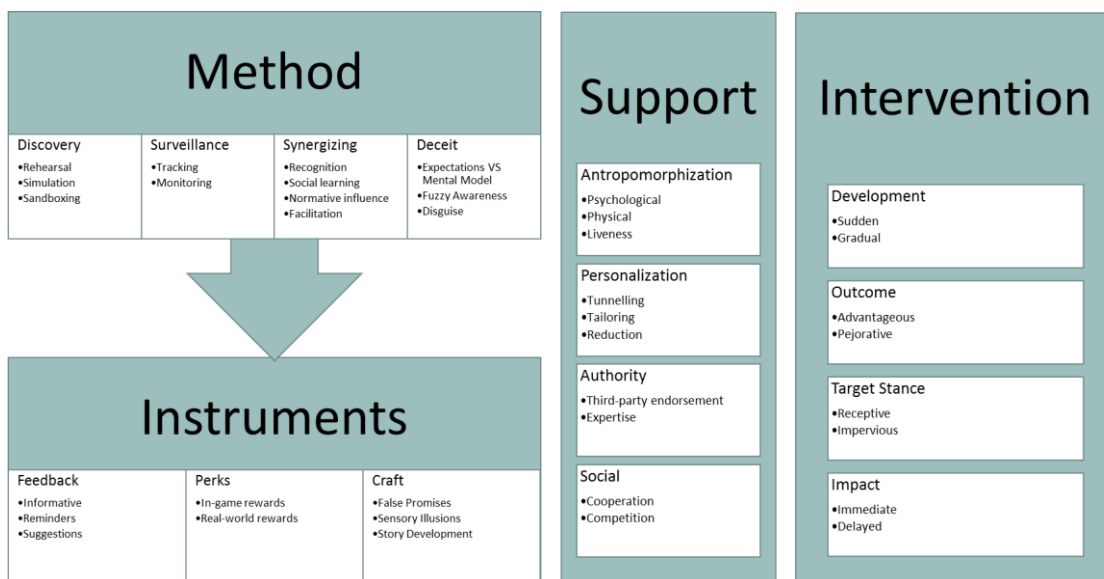 Method
Discovery
•Rehearsal
•Simulation
•Sandboxing
Surveillance
•Tracking
•Monitoring
Synergizing
•Recognition
•Social learning
•Normative influence
•Facilitation
Deceit
•Expectations VS
Mental Model
•Fuzzy Awareness
•Disguise
Instruments
Feedback
•Informative
•Reminders
•Suggestions
Perks
•In-game rewards
•Real-world rewards
Craft
•False Promises
•Sensory Illusions
•Story Development
Support
Antropomorphization
•Psychological
•Physical
•Liveness
Personalization
•Tunnelling
•Tailoring
•Reduction
Authority
•Third-party endorsement
•Expertise
Social
•Cooperation
•Competition
Intervention
Development
•Sudden
•Gradual
Outcome
•Advantageous
•Pejorative
Target Stance
•Receptive
•Impervious
Impact
•Immediate
•Delayed